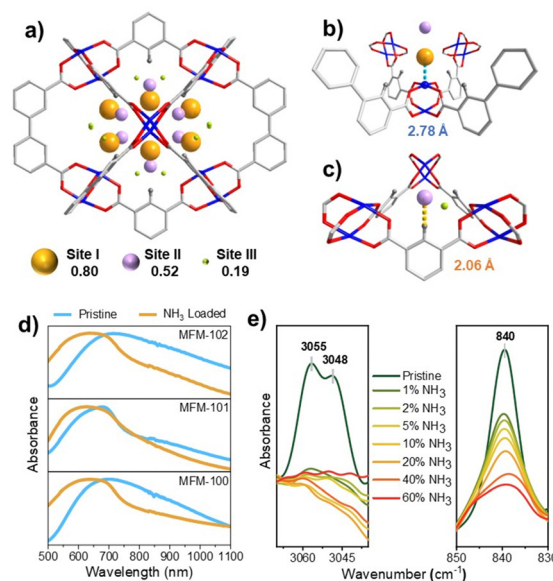 a)
b)
2.78 Å
c)
2.06 Å
Site I
0.80
Site II
0.52
Site III
0.19
d)
Pristine
NH3 Loaded
MFM-102
MFM-101
MFM-100
Absorbance
500 600 700 800 900 1000 1100
Wavelength (nm)
e)
3055
3048
840
Pristine
1% NH3
2% NH3
5% NH3
10% NH3
20% NH3
40% NH3
60% NH3
Absorbance
3060 3045
850 840 830
Wavenumber (cm⁻¹)